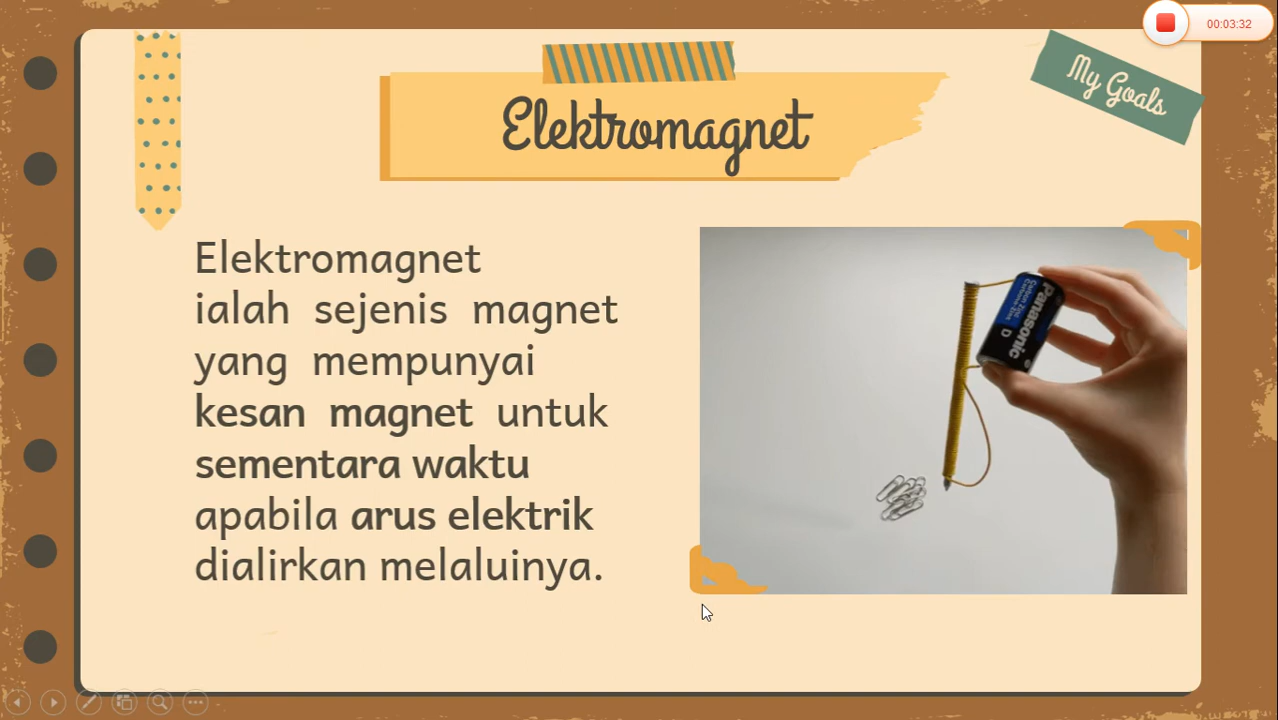 00:03:32
My Goals
Elektromagnet
Elektromagnet
ialah sejenis magnet
yang mempunyai
kesan magnet untuk
sementara waktu
apabila arus elektrik
dialirkan melaluinya.
Panasonic
D